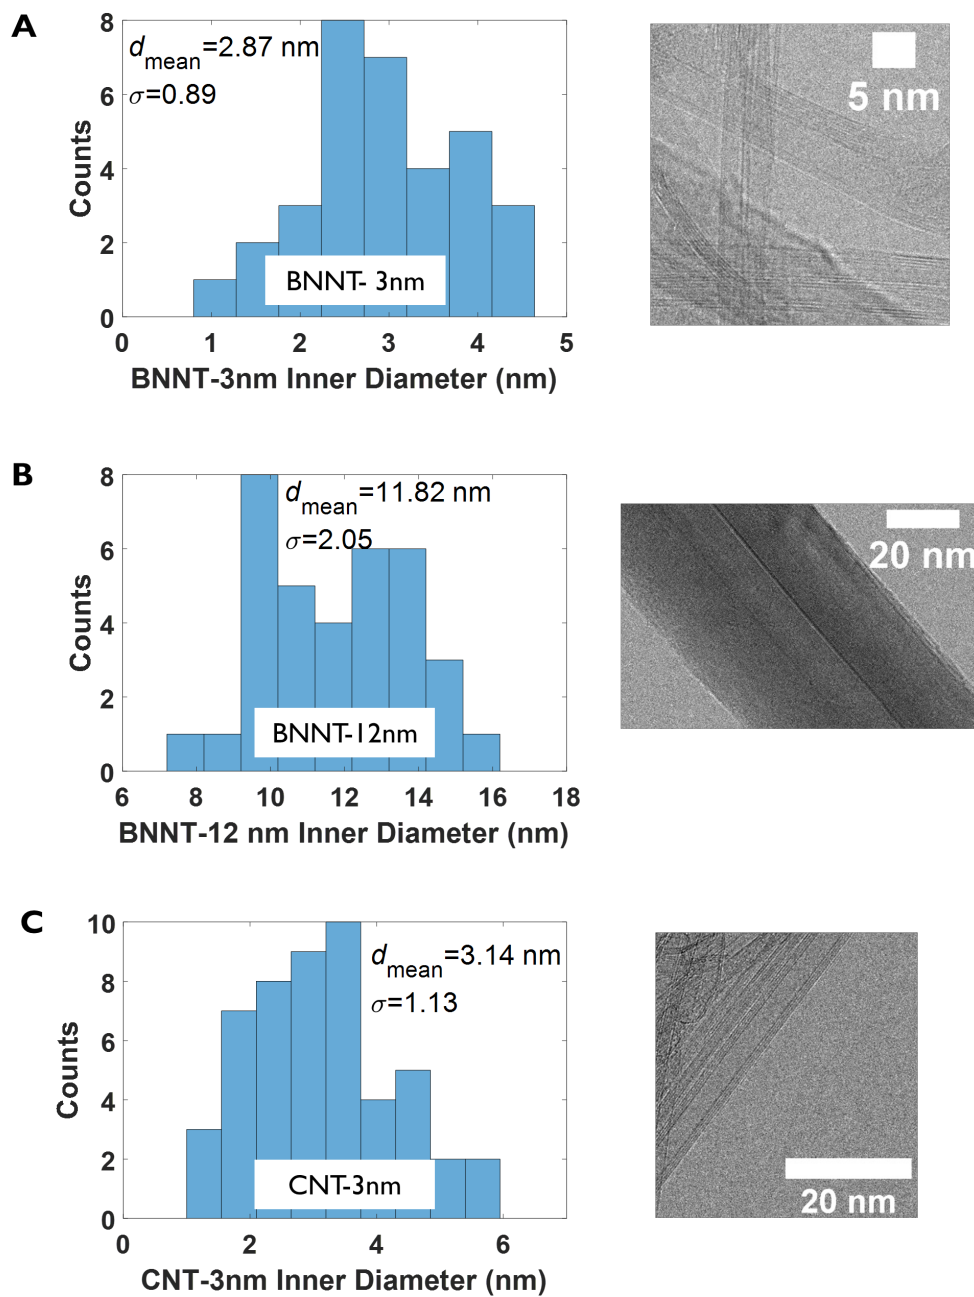 A
8
6
4
2
0
Counts
d mean=2.87 nm
σ=0.89
BNNT- 3nm
0 1 2 3 4 5
BNNT-3nm Inner Diameter (nm)
5 nm
B
8
6
4
2
0
Counts
d mean=11.82 nm
σ=2.05
BNNT-12nm
6 8 10 12 14 16 18
BNNT-12 nm Inner Diameter (nm)
20 nm
C
10
8
6
4
2
0
Counts
d mean=3.14 nm
σ=1.13
CNT-3nm
0 2 4 6
CNT-3nm Inner Diameter (nm)
20 nm